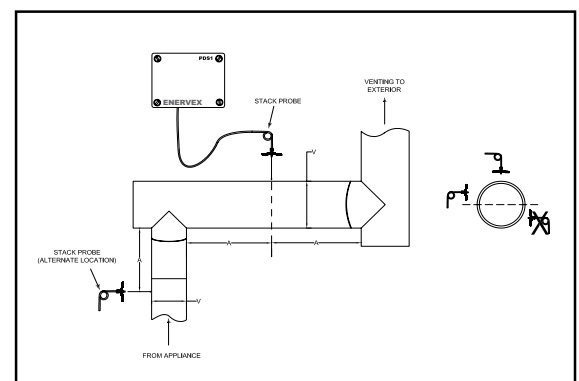 PDS1
ENERVEX
STACK PROBE
VENTING TO
EXTERIOR
V
A
A
STACK PROBE
(ALTERNATE LOCATION)
A
V
FROM APPLIANCE